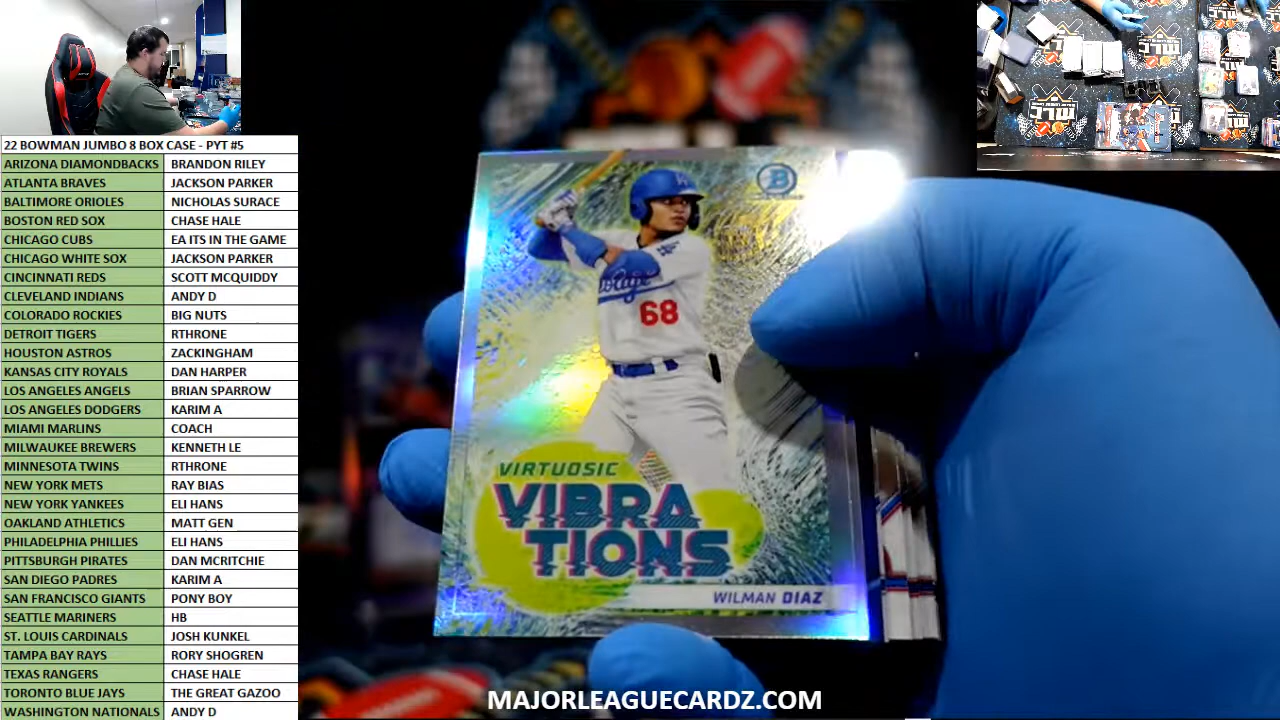 22 BOWMAN JUMBO 8 BOX CASE - PYT #5
ARIZONA DIAMONDBACKS BRANDON RILEY
ATLANTA BRAVES JACKSON PARKER
BALTIMORE ORIOLES NICHOLAS SURACE
BOSTON RED SOX CHASE HALE
CHICAGO CUBS EA ITS IN THE GAME
CHICAGO WHITE SOX JACKSON PARKER
CINCINNATI REDS SCOTT MCQUIDDY
CLEVELAND INDIANS ANDY D
COLORADO ROCKIES BIG NUTS
DETROIT TIGERS RTHRONE
HOUSTON ASTROS ZACKINGHAM
KANSAS CITY ROYALS DAN HARPER
LOS ANGELES ANGELS BRIAN SPARROW
LOS ANGELES DODGERS KARIM A
MIAMI MARLINS COACH
MILWAUKEE BREWERS KENNETH LE
MINNESOTA TWINS RTHRONE
NEW YORK METS RAY BIAS
NEW YORK YANKEES ELI HANS
OAKLAND ATHLETICS MATT GEN
PHILADELPHIA PHILLIES ELI HANS
PITTSBURGH PIRATES DAN MCRITCHIE
SAN DIEGO PADRES KARIM A
SAN FRANCISCO GIANTS PONY BOY
SEATTLE MARINERS HB
ST. LOUIS CARDINALS JOSH KUNKEL
TAMPA BAY RAYS RORY SHOGREN
TEXAS RANGERS CHASE HALE
TORONTO BLUE JAYS THE GREAT GAZOO
WASHINGTON NATIONALS ANDY D
B
68
VIRTUOSIC
VIBRA
TIONS
WILMAN DIAZ
MLC
MLC
MLC
MAJORLEAGUECARDZ.COM